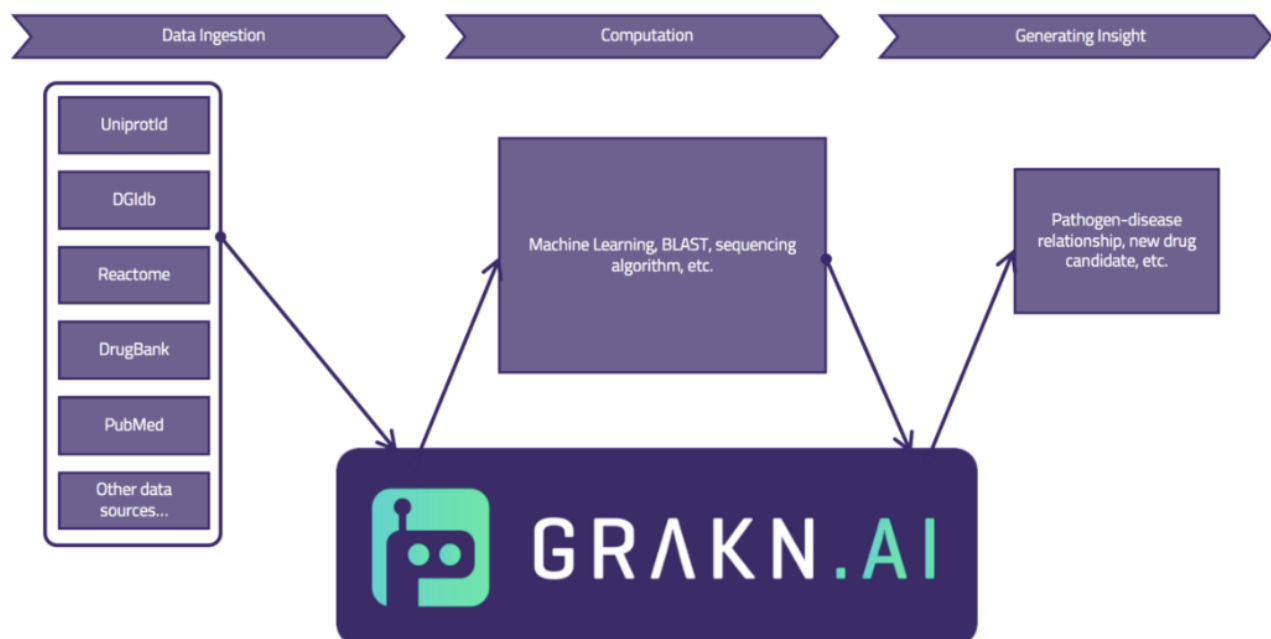 Data Ingestion
Computation
Generating Insight
UniprotId
DGIdb
Reactome
DrugBank
PubMed
Other data
sources...
Machine Learning, BLAST, sequencing
algorithm, etc.
Pathogen-disease
relationship, new drug
candidate, etc.
GRAKN.AI